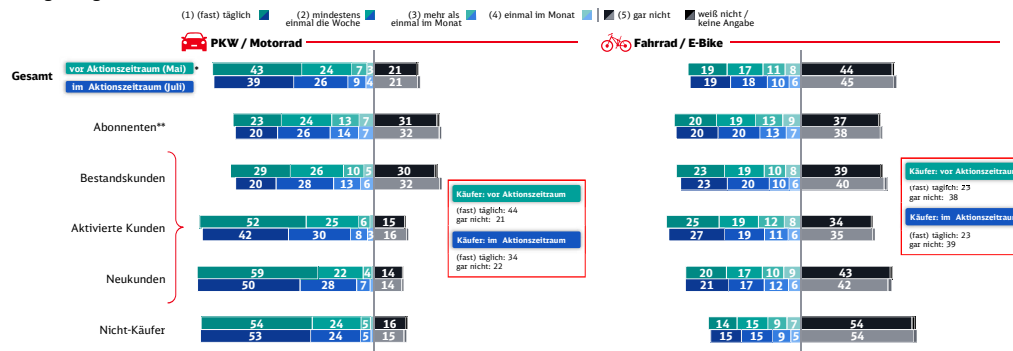 (1) (fast) täglich (2) mindestens einmal die Woche (3) mehr als einmal im Monat (4) einmal im Monat (5) gar nicht weiß nicht / keine Angabe
PKW / Motorrad
Fahrrad / E-Bike
Gesamt
vor Aktionszeitraum (Mai) *
43 24 7 3 21
19 17 11 8 44
im Aktionszeitraum (Juli)
39 26 9 4 21
19 18 10 6 45
Abonnenten**
23 24 13 7 31
20 19 13 9 37
20 26 14 7 32
20 20 13 7 38
Bestandskunden
29 26 10 5 30
23 19 10 8 39
20 28 13 6 32
23 20 10 6 40
Käufer: vor Aktionszeitraum
(fast) täglich: 44
gar nicht: 21
Käufer: im Aktionszeitraum
(fast) täglich: 34
gar nicht: 22
Käufer: vor Aktionszeitraum
(fast) täglich: 23
gar nicht: 38
Käufer: im Aktionszeitraum
(fast) täglich: 23
gar nicht: 39
Aktivierte Kunden
52 25 6 15
25 19 12 8 34
42 30 8 3 16
27 19 11 6 35
Neukunden
59 22 4 14
20 17 10 9 43
50 28 7 14
21 17 12 6 42
Nicht-Käufer
54 24 5 16
14 15 9 7 54
53 24 5 15
15 15 9 5 54